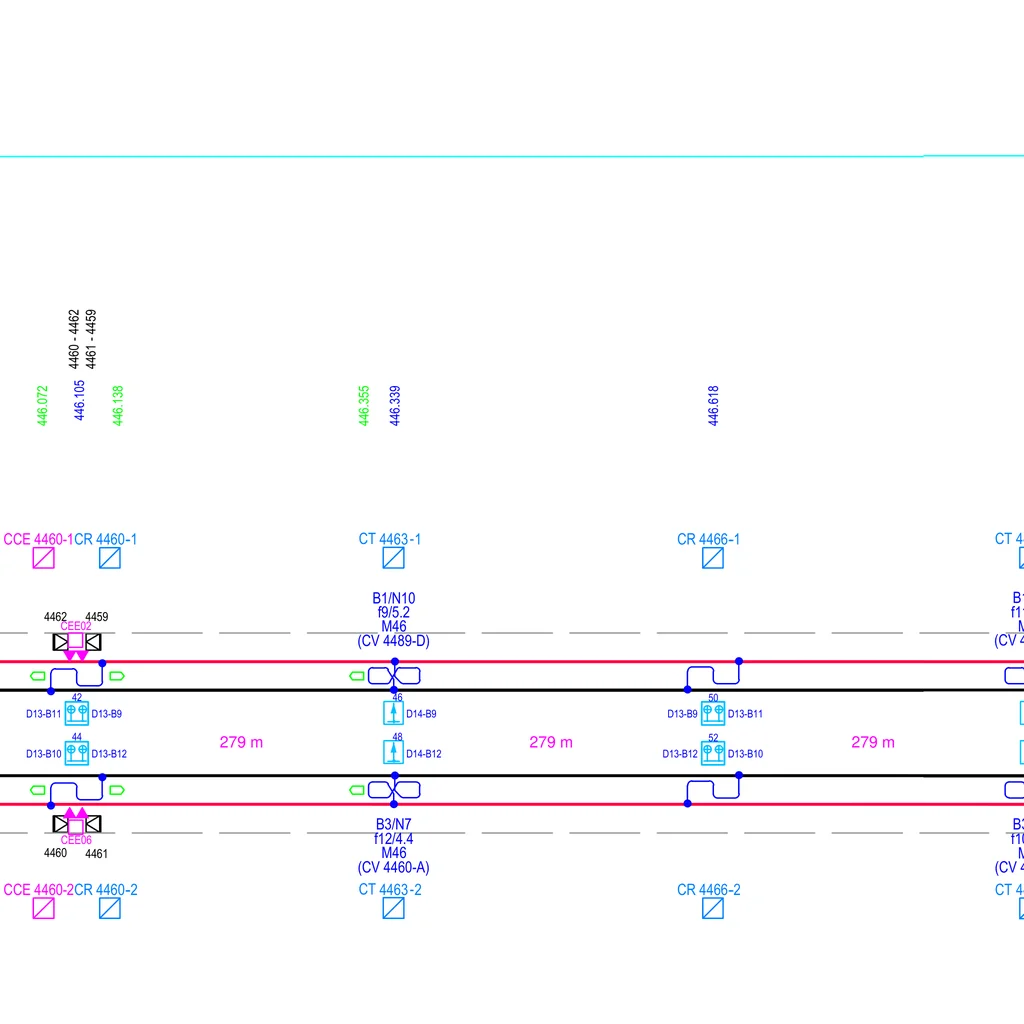 4460 - 4462
4461 - 4459
446.072
446.105
446.138
446.355
446.339
446.618
CCE 4460-1
CR 4460-1
CT 4463-1
CR 4466-1
CT 4
B1/N10
f9/5.2
M46
(CV 4489-D)
4462
4459
CEE02
42
D13-B11
D13-B9
46
D14-B9
50
D13-B9
D13-B11
279 m
279 m
279 m
44
D13-B10
D13-B12
48
D14-B12
52
D13-B12
D13-B10
CEE06
4460
4461
B3/N7
f12/4.4
M46
(CV 4460-A)
CCE 4460-2
CR 4460-2
CT 4463-2
CR 4466-2
CT 4